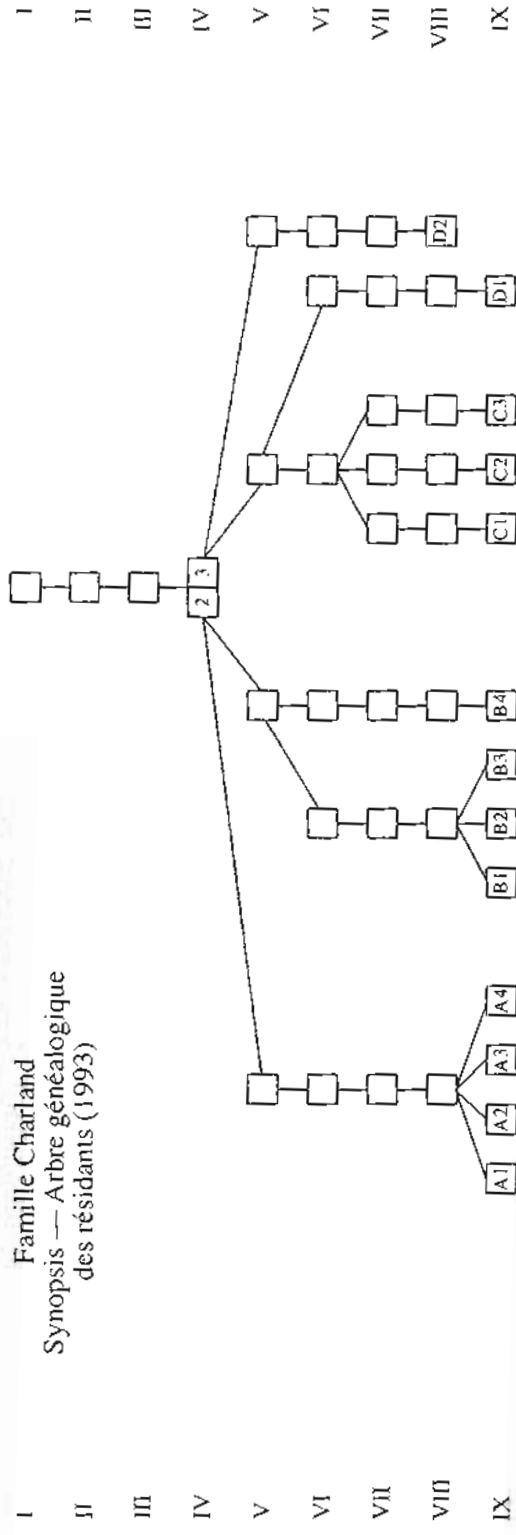 Famille Charland
Synopsis — Arbre généalogique
des résidants (1993)
I I
II II
III III
IV 2 3 IV
V V
VI VI
VII VII
VIII D2 VIII
IX A1 A2 A3 A4 B1 B2 B3 B4 C1 C2 C3 D1 IX